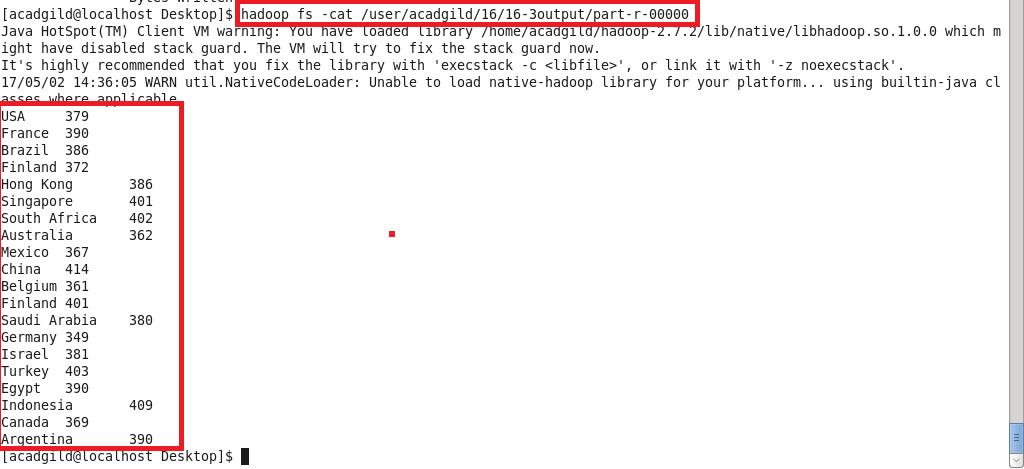 Bytes Written
[acadgild@localhost Desktop]$ hadoop fs -cat /user/acadgild/16/16-3output/part-r-00000
Java HotSpot(TM) Client VM warning: You have loaded library /home/acadgild/hadoop-2.7.2/lib/native/libhadoop.so.1.0.0 which m
ight have disabled stack guard. The VM will try to fix the stack guard now.
It's highly recommended that you fix the library with 'execstack -c <libfile>', or link it with '-z noexecstack'.
17/05/02 14:36:05 WARN util.NativeCodeLoader: Unable to load native-hadoop library for your platform... using builtin-java cl
asses where applicable
USA 379
France 390
Brazil 386
Finland 372
Hong Kong 386
Singapore 401
South Africa 402
Australia 362
Mexico 367
China 414
Belgium 361
Finland 401
Saudi Arabia 380
Germany 349
Israel 381
Turkey 403
Egypt 390
Indonesia 409
Canada 369
Argentina 390
[acadgild@localhost Desktop]$